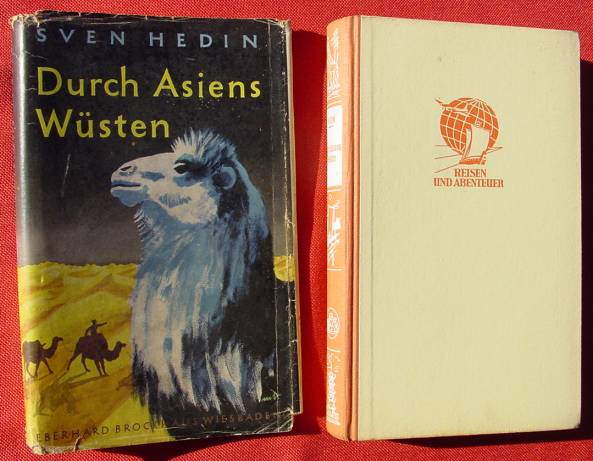 SVEN HEDIN
Durch Asiens
Wüsten
EBERHARD BROCKHAUS WIESBADEN
REISEN
UND ABENTEUER